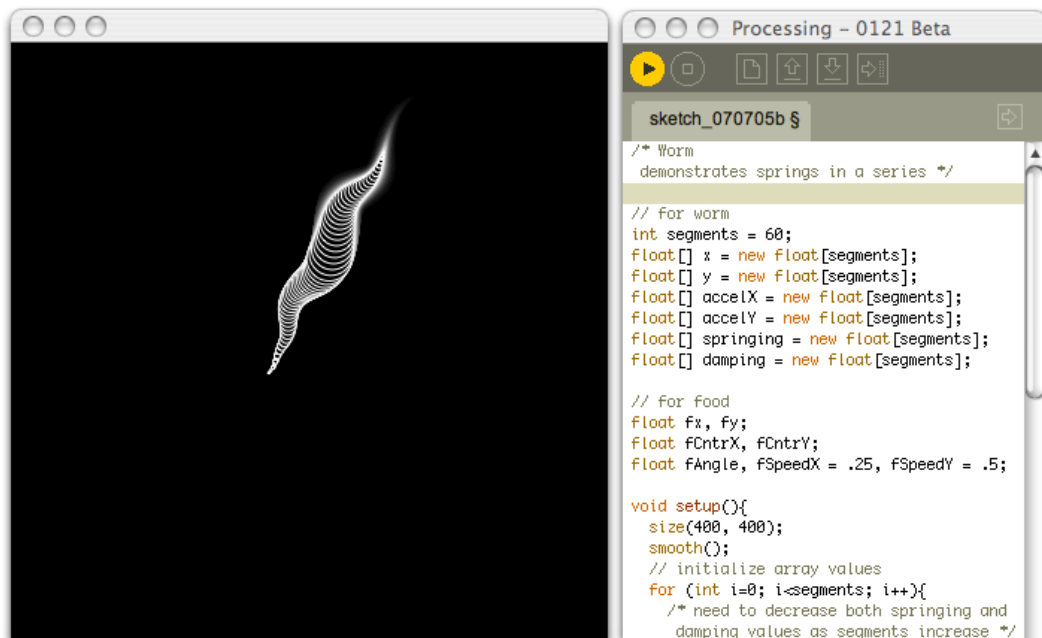 Processing – 0121 Beta
sketch_070705b §
/* Worm
demonstrates springs in a series */
// for worm
int segments = 60;
float[] x = new float[segments];
float[] y = new float[segments];
float[] accelX = new float[segments];
float[] accelY = new float[segments];
float[] springing = new float[segments];
float[] damping = new float[segments];
// for food
float fx, fy;
float fCntrX, fCntrY;
float fAngle, fSpeedX = .25, fSpeedY = .5;
void setup(){
size(400, 400);
smooth();
// initialize array values
for (int i=0; i<segments; i++){
/* need to decrease both springing and
damping values as segments increase */